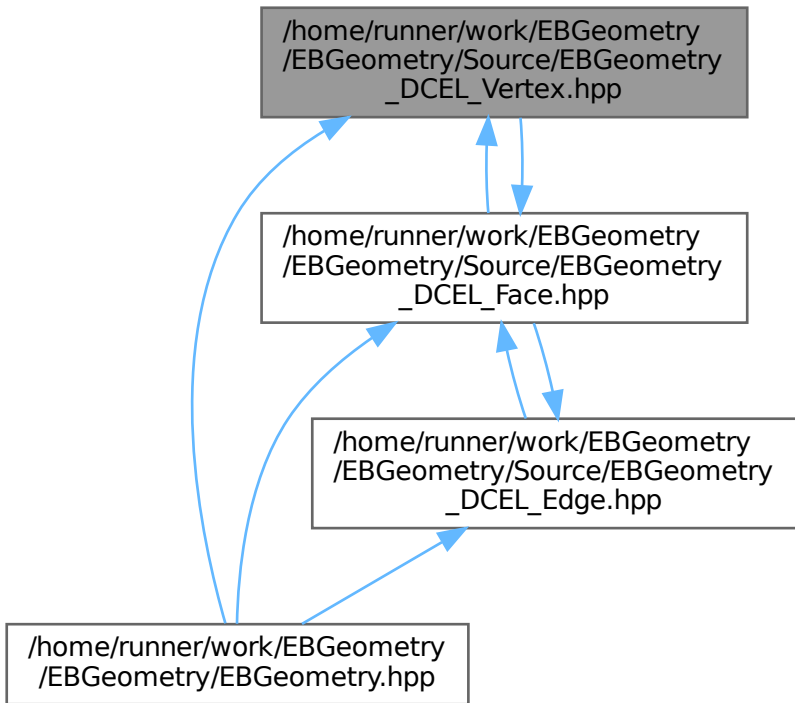 /home/runner/work/EBGeometry
/EBGeometry/Source/EBGeometry
_DCEL_Vertex.hpp
/home/runner/work/EBGeometry
/EBGeometry/Source/EBGeometry
_DCEL_Face.hpp
/home/runner/work/EBGeometry
/EBGeometry/Source/EBGeometry
_DCEL_Edge.hpp
/home/runner/work/EBGeometry
/EBGeometry/EBGeometry.hpp